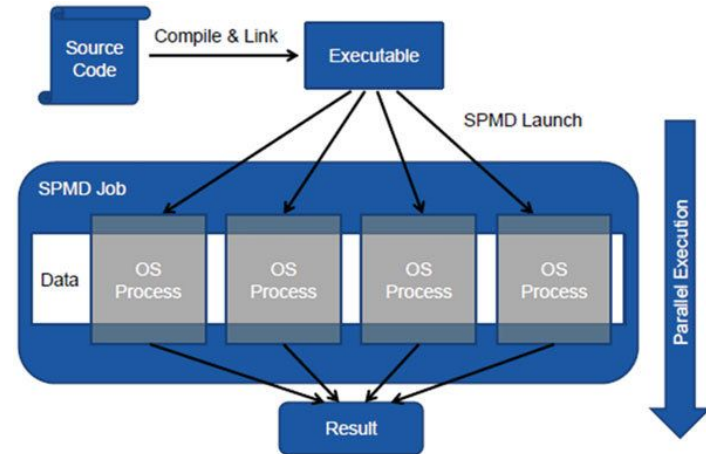 Source
Code
Compile & Link
Executable
SPMD Launch
SPMD Job
Data
OS
Process
OS
Process
OS
Process
OS
Process
Parallel Execution
Result